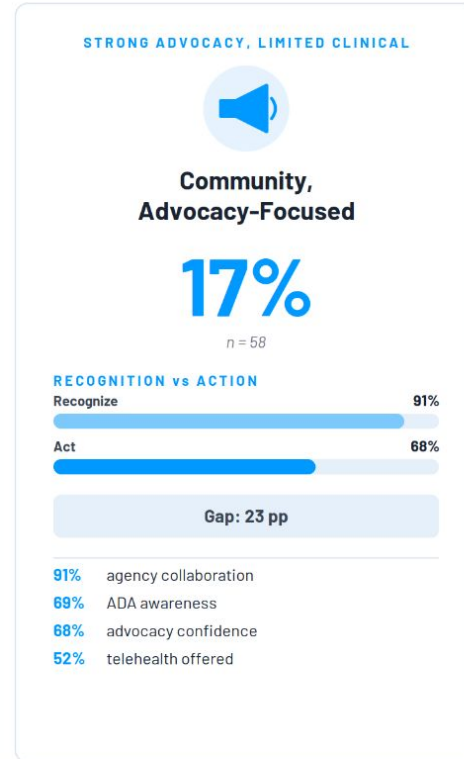 STRONG ADVOCACY, LIMITED CLINICAL
Community,
Advocacy-Focused
17%
n = 58
RECOGNITION vs ACTION
Recognize 91%
Act 68%
Gap: 23 pp
91% agency collaboration
69% ADA awareness
68% advocacy confidence
52% telehealth offered